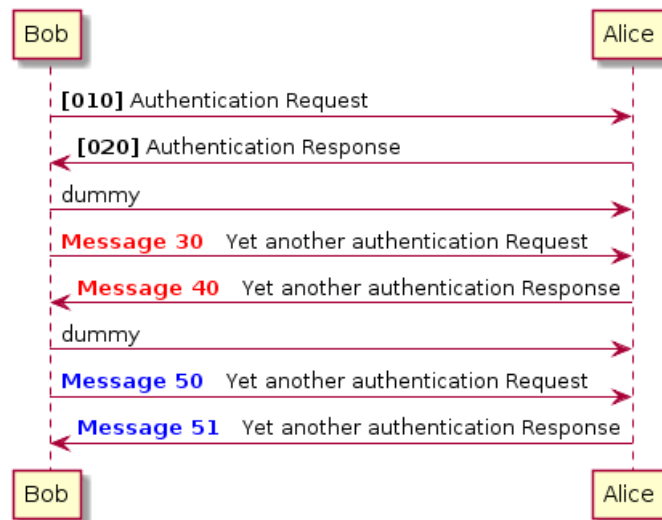 Bob Alice
[010] Authentication Request
[020] Authentication Response
dummy
Message 30 Yet another authentication Request
Message 40 Yet another authentication Response
dummy
Message 50 Yet another authentication Request
Message 51 Yet another authentication Response
Bob Alice